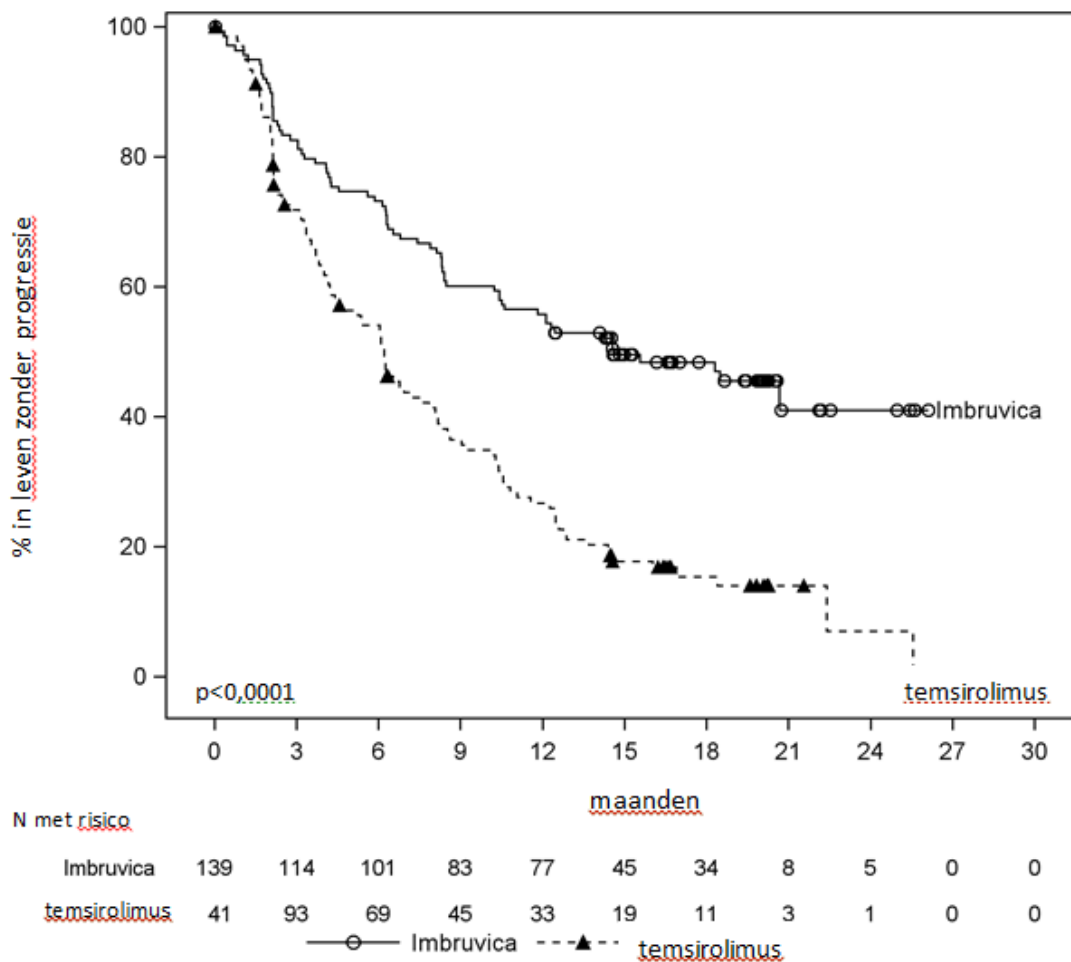 % in leven zonder progressie
100
80
60
40
20
0
Imbruvica
p<0,0001
temsirolimus
0 3 6 9 12 15 18 21 24 27 30
maanden
N met risico
Imbruvica 139 114 101 83 77 45 34 8 5 0 0
temsirolimus 41 93 69 45 33 19 11 3 1 0 0
Imbruvica temsirolimus